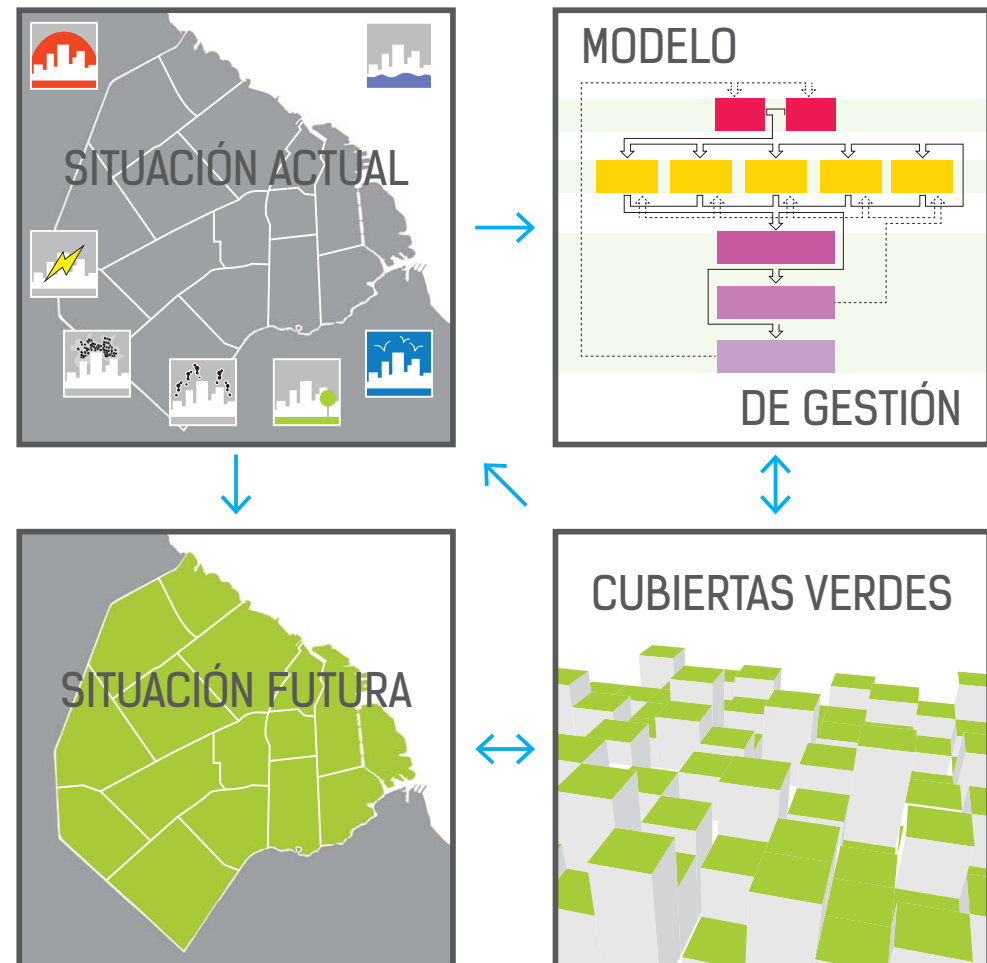 SITUACIÓN ACTUAL
MODELO
DE GESTIÓN
SITUACIÓN FUTURA
CUBIERTAS VERDES